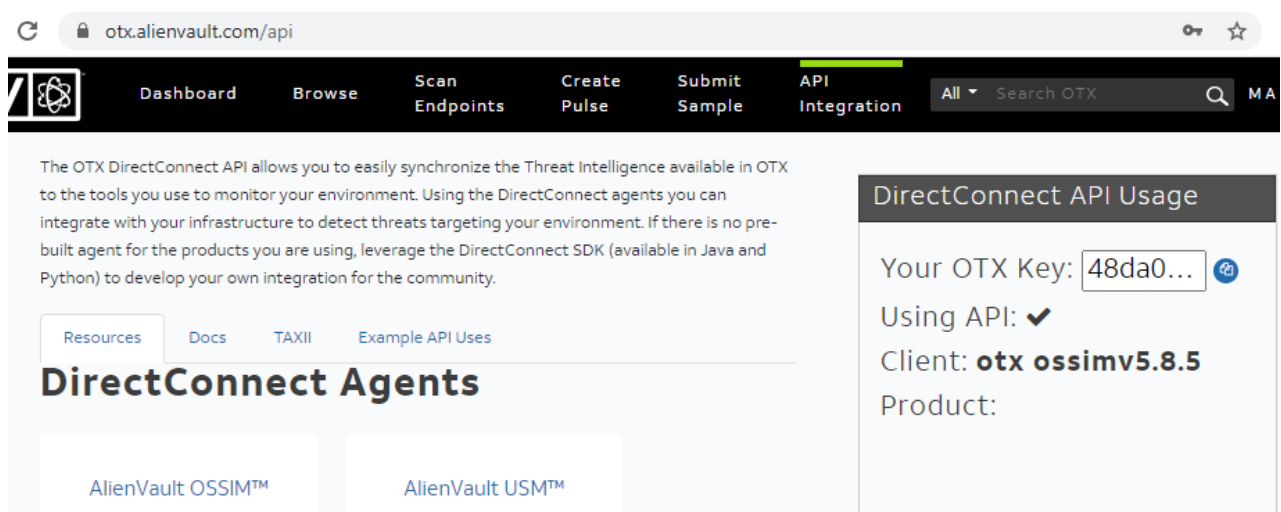 otx.alienvault.com/api
Dashboard
Browse
Scan
Endpoints
Create
Pulse
Submit
Sample
API
Integration
All
Search OTX
MA
The OTX DirectConnect API allows you to easily synchronize the Threat Intelligence available in OTX
to the tools you use to monitor your environment. Using the DirectConnect agents you can
integrate with your infrastructure to detect threats targeting your environment. If there is no pre-
built agent for the products you are using, leverage the DirectConnect SDK (available in Java and
Python) to develop your own integration for the community.
Resources
Docs
TAXII
Example API Uses
DirectConnect Agents
AlienVault OSSIM™
AlienVault USM™
DirectConnect API Usage
Your OTX Key: 48da0...
Using API: ✔
Client: otx ossimv5.8.5
Product: